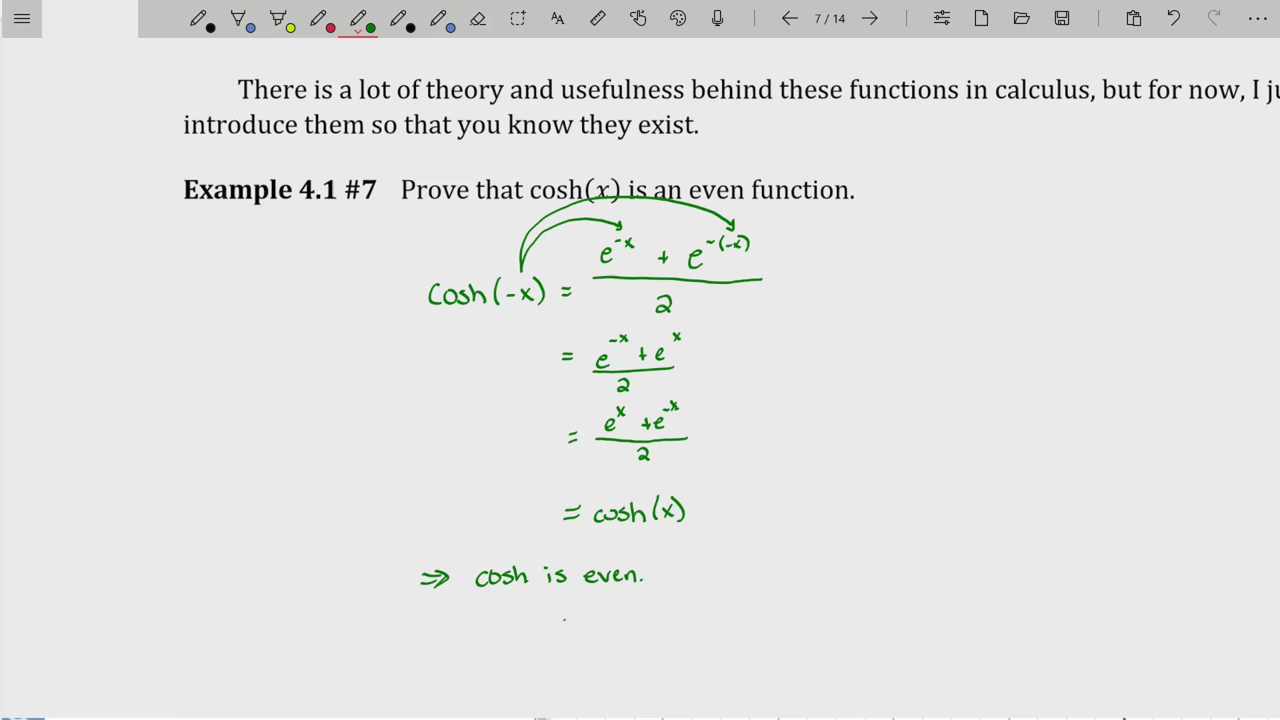 7 / 14
There is a lot of theory and usefulness behind these functions in calculus, but for now, I ju
introduce them so that you know they exist.
Example 4.1 #7 Prove that cosh(x) is an even function.
cosh(-x) = (e^{-x} + e^{-(-x)})/2
= (e^{-x} + e^{x})/2
= (e^{x} + e^{-x})/2
= cosh(x)
⇒ cosh is even.